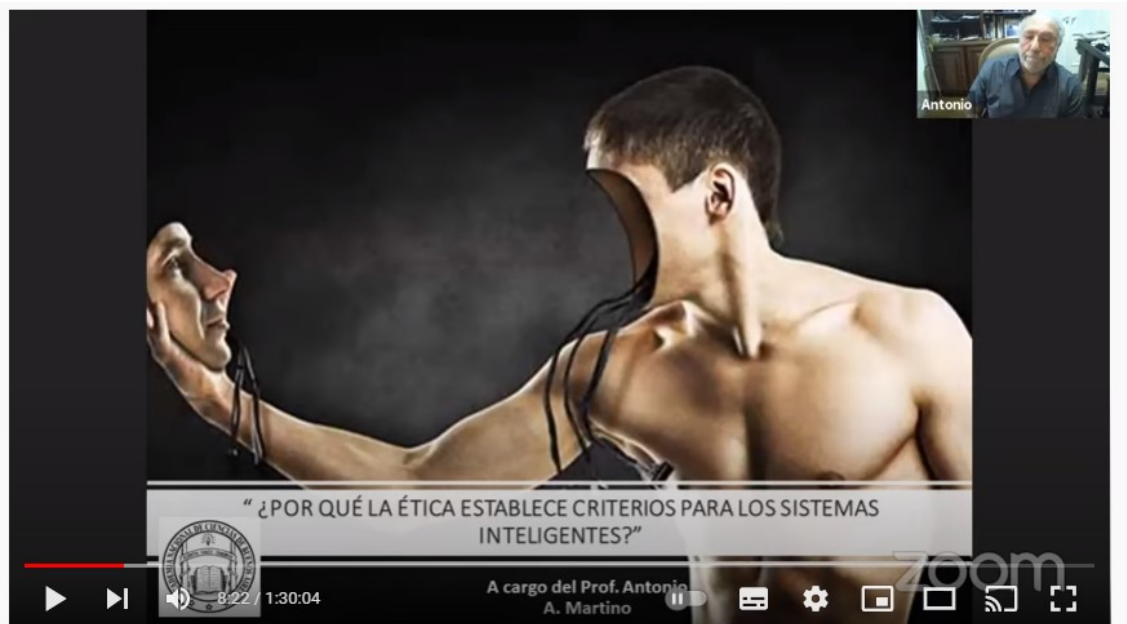 Antonio
“ ¿POR QUÉ LA ÉTICA ESTABLECE CRITERIOS PARA LOS SISTEMAS
INTELIGENTES?”
zoom
A cargo del Prof. Antonio
A. Martino
8:22 / 1:30:04